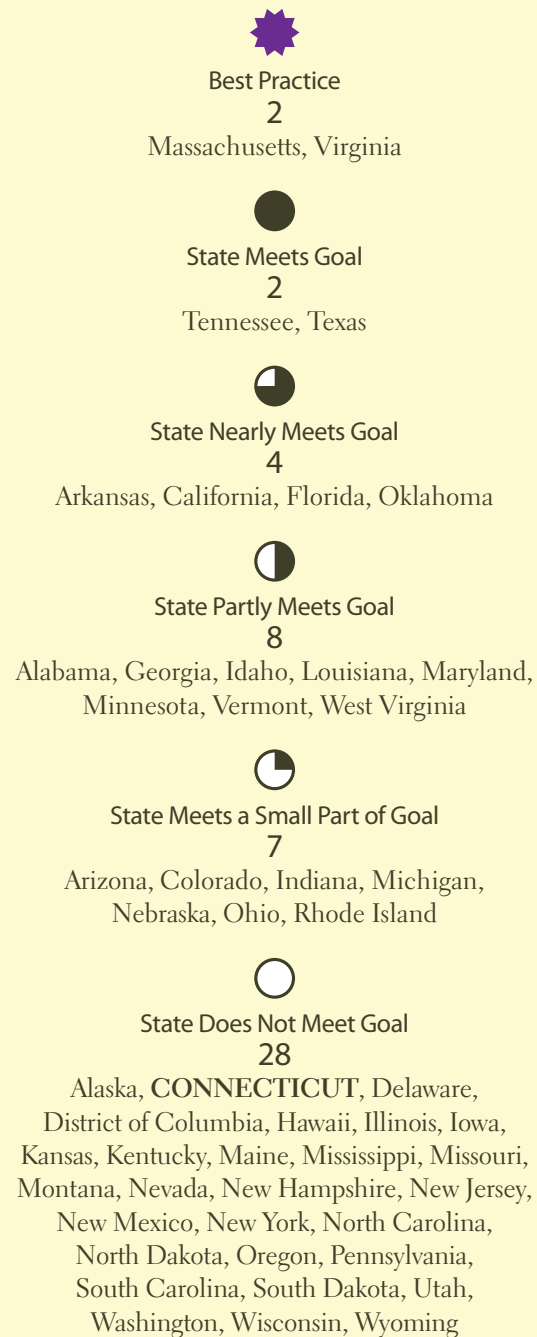 Best Practice
2
Massachusetts, Virginia
State Meets Goal
2
Tennessee, Texas
State Nearly Meets Goal
4
Arkansas, California, Florida, Oklahoma
State Partly Meets Goal
8
Alabama, Georgia, Idaho, Louisiana, Maryland,
Minnesota, Vermont, West Virginia
State Meets a Small Part of Goal
7
Arizona, Colorado, Indiana, Michigan,
Nebraska, Ohio, Rhode Island
State Does Not Meet Goal
28
Alaska, CONNECTICUT, Delaware,
District of Columbia, Hawaii, Illinois, Iowa,
Kansas, Kentucky, Maine, Mississippi, Missouri,
Montana, Nevada, New Hampshire, New Jersey,
New Mexico, New York, North Carolina,
North Dakota, Oregon, Pennsylvania,
South Carolina, South Dakota, Utah,
Washington, Wisconsin, Wyoming